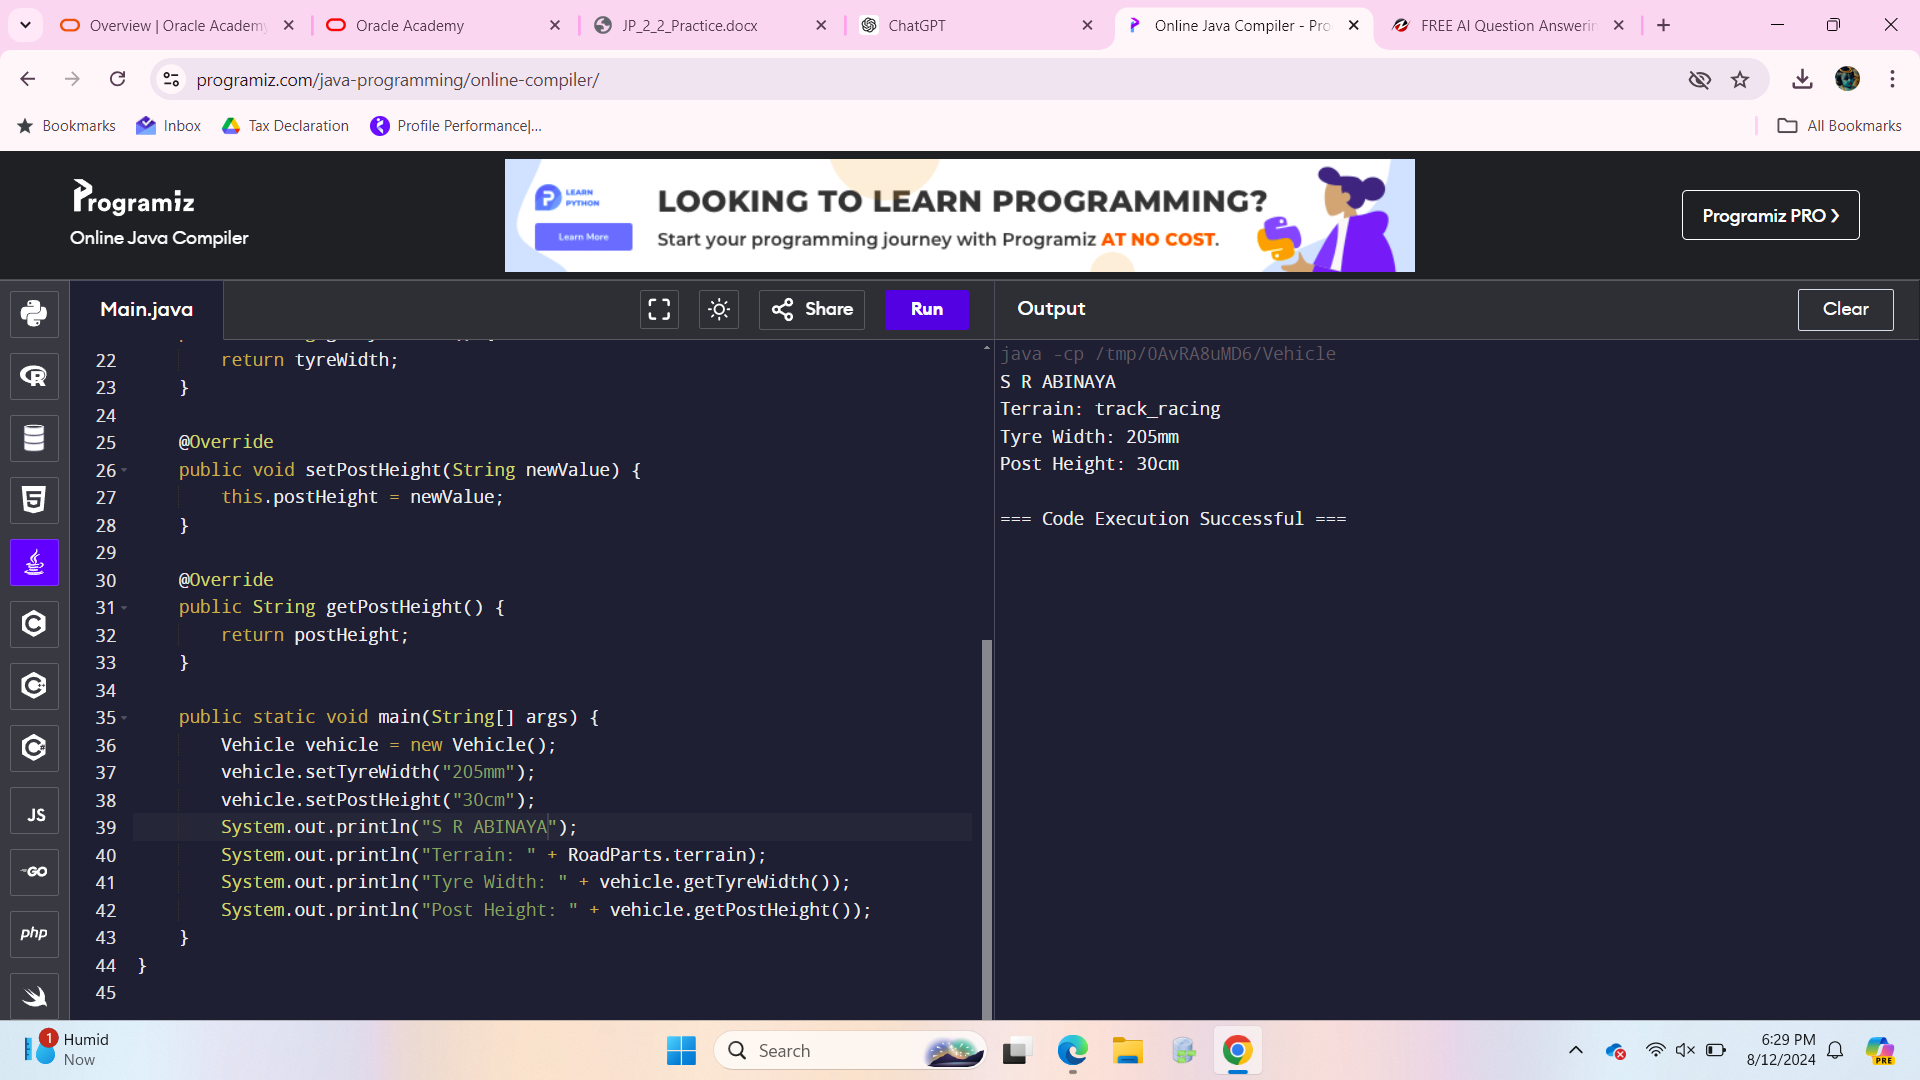 Overview | Oracle Academy
Oracle Academy
JP_2_2_Practice.docx
ChatGPT
Online Java Compiler - Pro
FREE AI Question Answerin
programiz.com/java-programming/online-compiler/
Bookmarks
Inbox
Tax Declaration
Profile Performance|...
All Bookmarks
Programiz
Online Java Compiler
LEARN
PYTHON
Learn More
LOOKING TO LEARN PROGRAMMING?
Start your programming journey with Programiz AT NO COST.
Programiz PRO ❯
Main.java
Share
Run
Output
Clear
22 return tyreWidth;
23 }
24
25 @Override
26 public void setPostHeight(String newValue) {
27 this.postHeight = newValue;
28 }
29
30 @Override
31 public String getPostHeight() {
32 return postHeight;
33 }
34
35 public static void main(String[] args) {
36 Vehicle vehicle = new Vehicle();
37 vehicle.setTyreWidth("205mm");
38 vehicle.setPostHeight("30cm");
39 System.out.println("S R ABINAYA");
40 System.out.println("Terrain: " + RoadParts.terrain);
41 System.out.println("Tyre Width: " + vehicle.getTyreWidth());
42 System.out.println("Post Height: " + vehicle.getPostHeight());
43 }
44 }
45
java -cp /tmp/OAvRA8uMD6/Vehicle
S R ABINAYA
Terrain: track_racing
Tyre Width: 205mm
Post Height: 30cm
=== Code Execution Successful ===
R
5
C
C
C
JS
GO
php
1
Humid
Now
Search
6:29 PM
8/12/2024
PRE